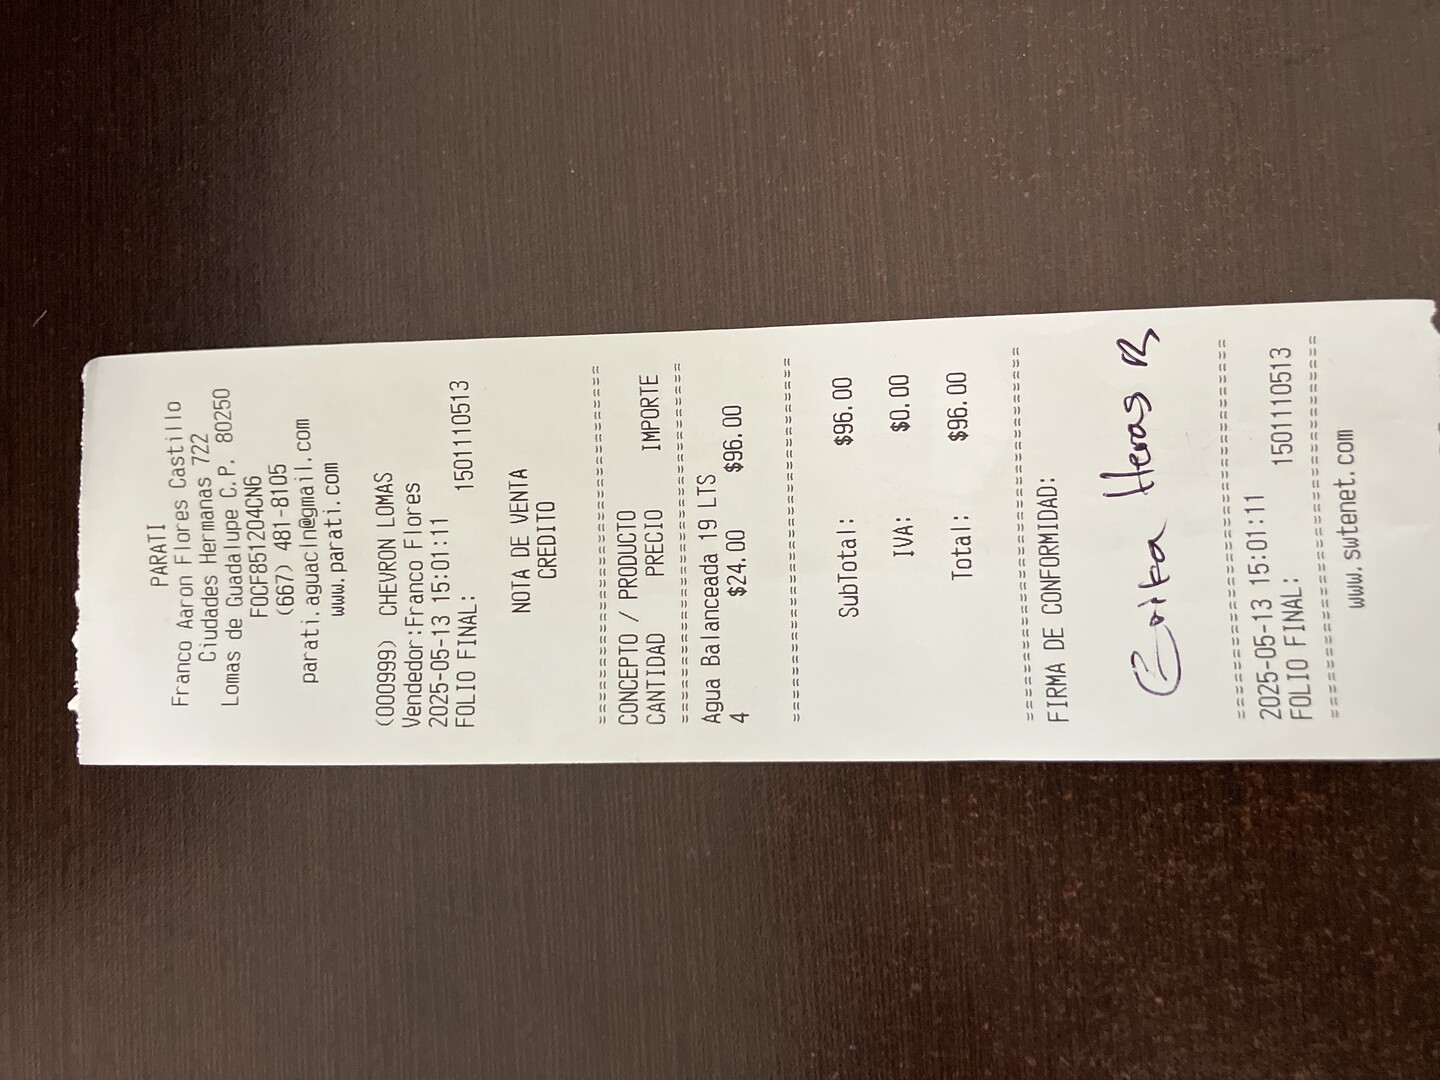 PARATI
Franco Aaron Flores Castillo
Ciudades Hermanas 722
Lomas de Guadalupe C.P. 80250
FOCF851204CN6
(667) 481-8105
parati.aguacln@gmail.com
www.parati.com
(000999) CHEVRON LOMAS
Vendedor:Franco Flores
2025-05-13 15:01:11
FOLIO FINAL: 1501110513
NOTA DE VENTA
CREDITO
================================
CONCEPTO / PRODUCTO
CANTIDAD PRECIO IMPORTE
================================
Agua Balanceada 19 LTS
4 $24.00 $96.00
================================
SubTotal: $96.00
IVA: $0.00
Total: $96.00
================================
FIRMA DE CONFORMIDAD:
Erika Heras R
================================
2025-05-13 15:01:11
FOLIO FINAL: 1501110513
================================
www.swtenet.com